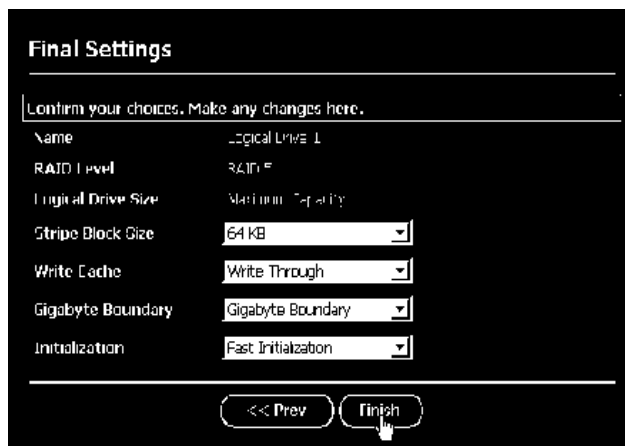 Final Settings
Confirm your choices. Make any changes here.
Name Logical Drive 1
RAID Level RAID 5
Logical Drive Size Maximum Capacity
Stripe Block Size 64 KB
Write Cache Write Through
Gigabyte Boundary Gigabyte Boundary
Initialization Fast Initialization
<< Prev Finish